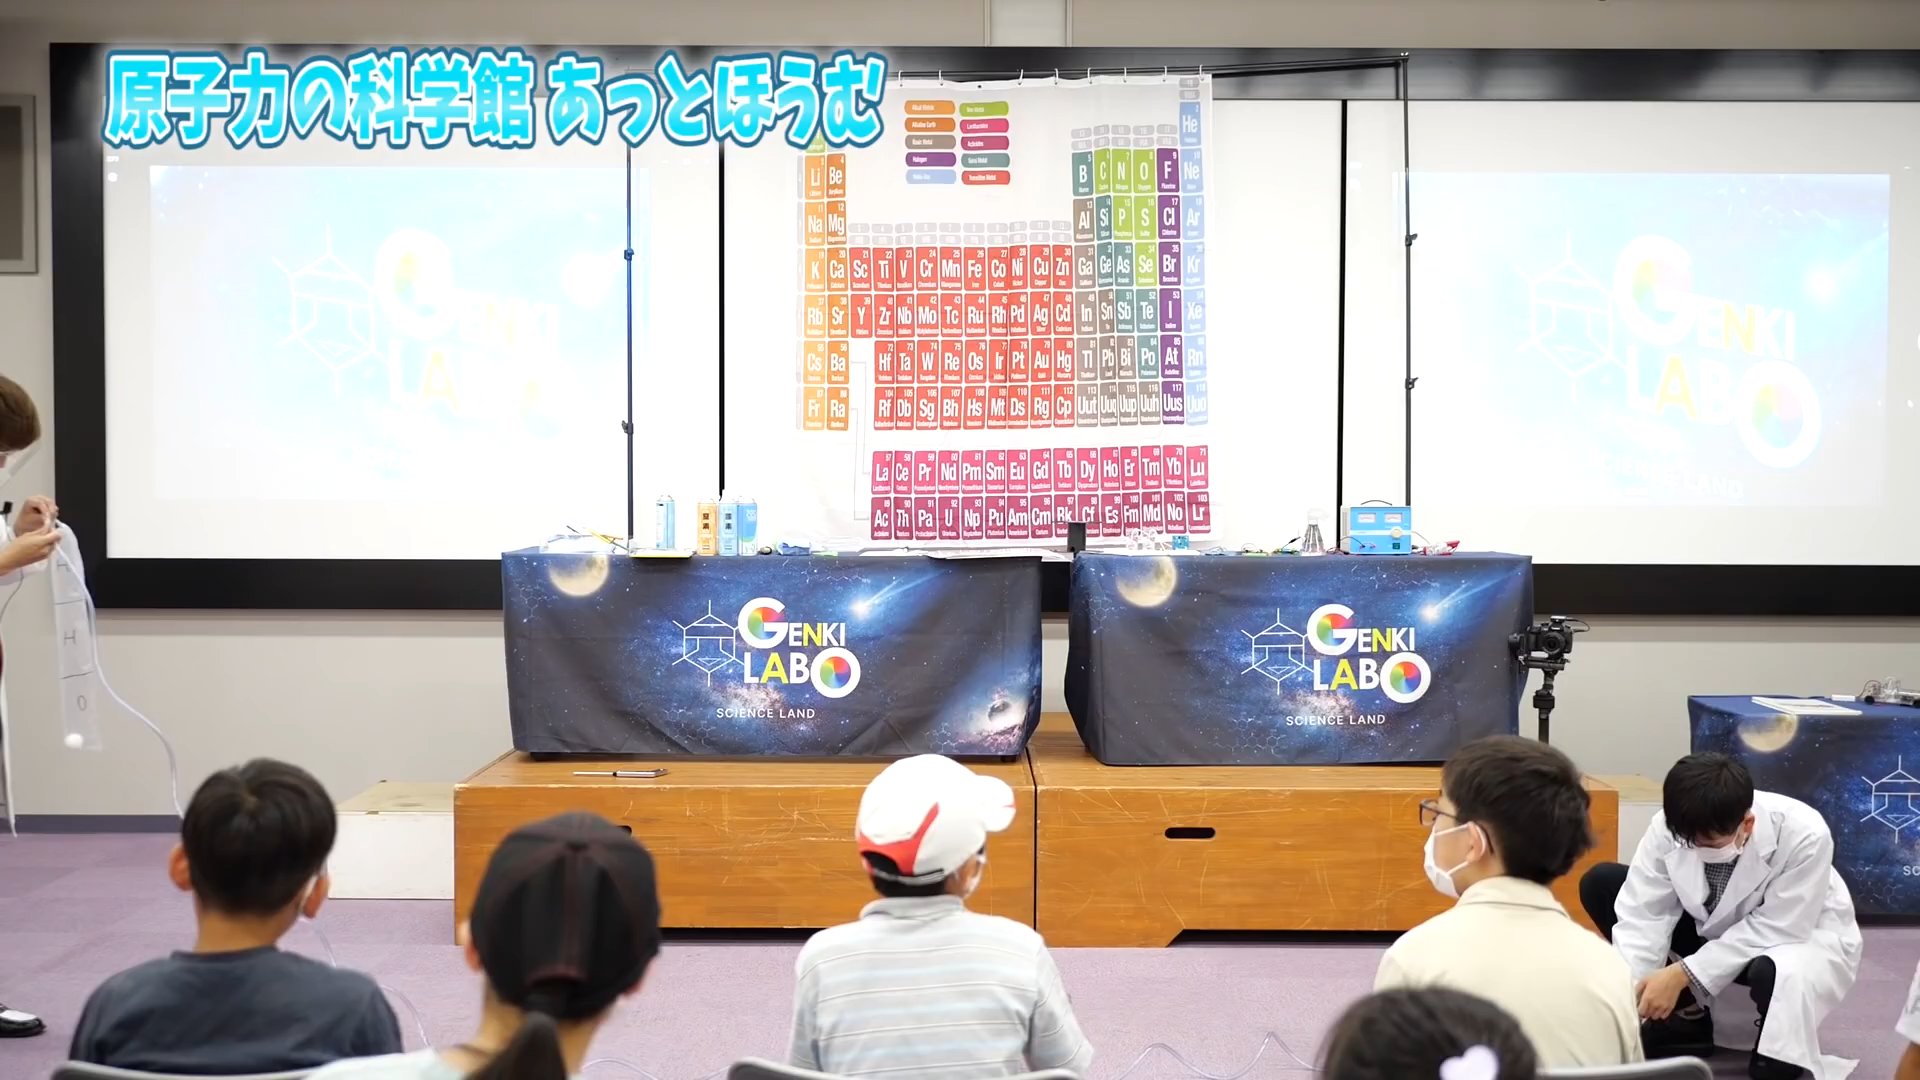 原子力の科学館 あっとほうむ
GENKI
LABO
GENKI
LABO
SCIENCE LAND
He
Li Be B C N O F Ne
Na Mg Al Si P S Cl Ar
K Ca Sc Ti V Cr Mn Fe Co Ni Cu Zn Ga Ge As Se Br Kr
Rb Sr Y Zr Nb Mo Tc Ru Rh Pd Ag Cd In Sn Sb Te I Xe
Cs Ba Hf Ta W Re Os Ir Pt Au Hg Tl Pb Bi Po At Rn
Fr Ra Rf Db Sg Bh Hs Mt Ds Rg Cp Uut Uuq Uup Uuh Uus Uuo
La Ce Pr Nd Pm Sm Eu Gd Tb Dy Ho Er Tm Yb Lu
Ac Th Pa U Np Pu Am Cm Bk Cf Es Fm Md No Lr
GENKI
LABO
SCIENCE LAND
GENKI
LABO
SCIENCE LAND
H
H
O